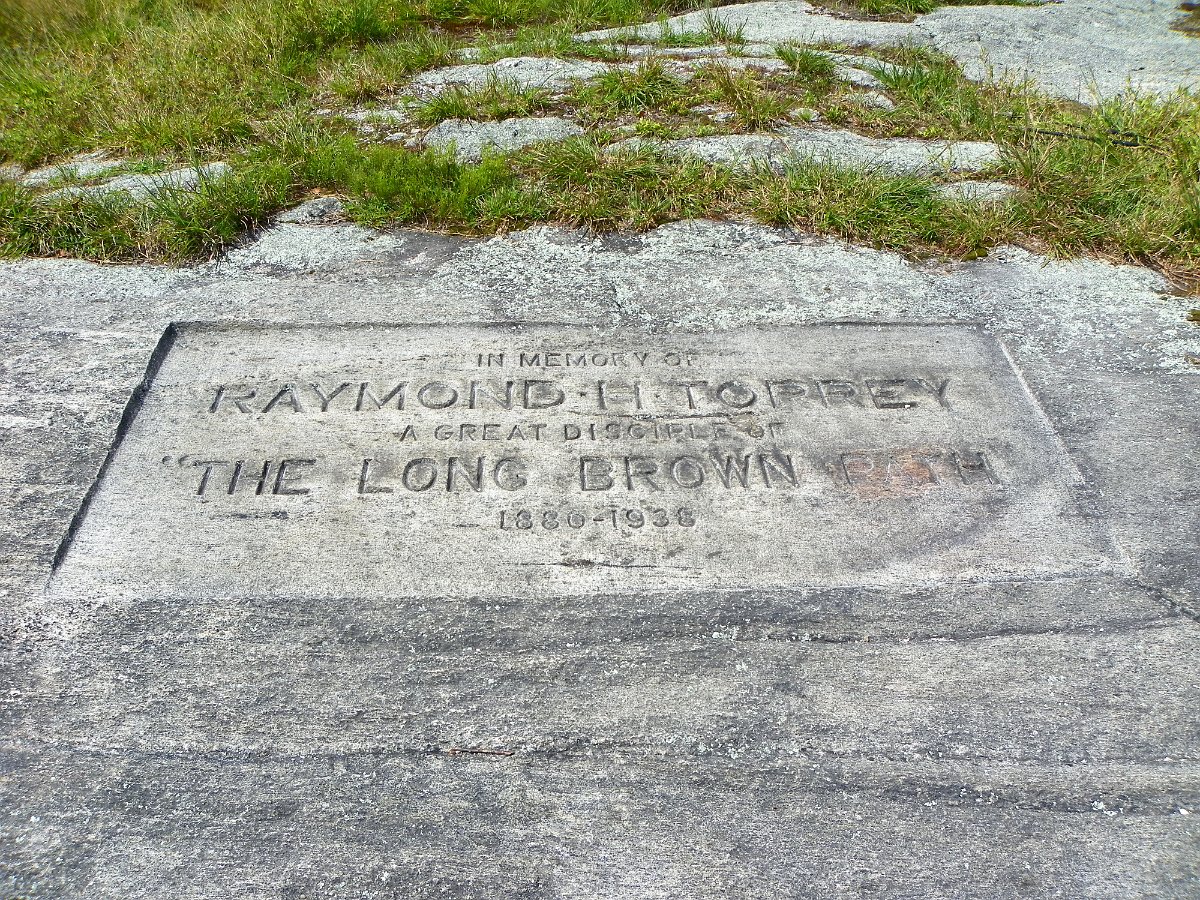 IN MEMORY OF
RAYMOND·H·TORREY
A GREAT DISCIPLE OF
"THE LONG BROWN PATH
1880-1938